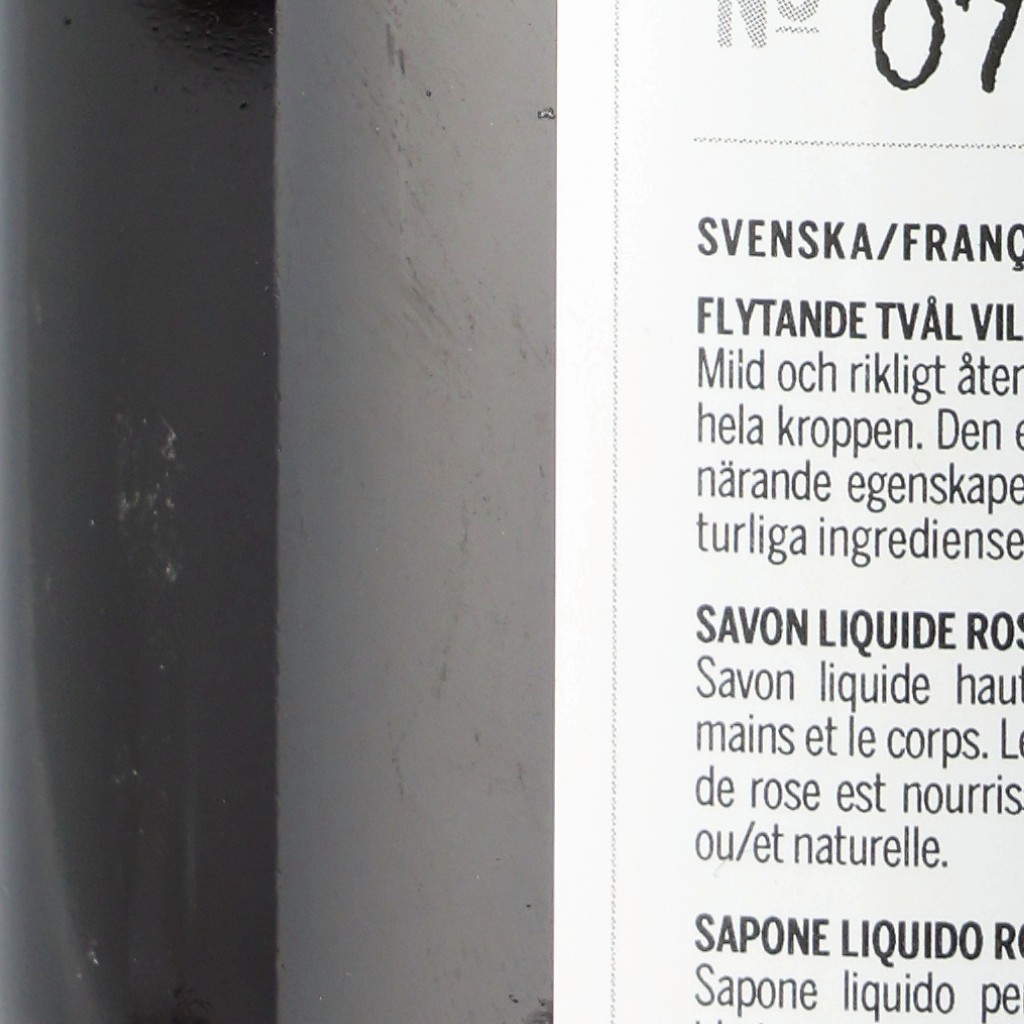 Nº 07
SVENSKA/FRANÇ
FLYTANDE TVÅL VIL
Mild och rikligt åter
hela kroppen. Den e
närande egenskape
turliga ingrediense
SAVON LIQUIDE ROS
Savon liquide haut
mains et le corps. Le
de rose est nourris
ou/et naturelle.
SAPONE LIQUIDO RO
Sapone liquido per